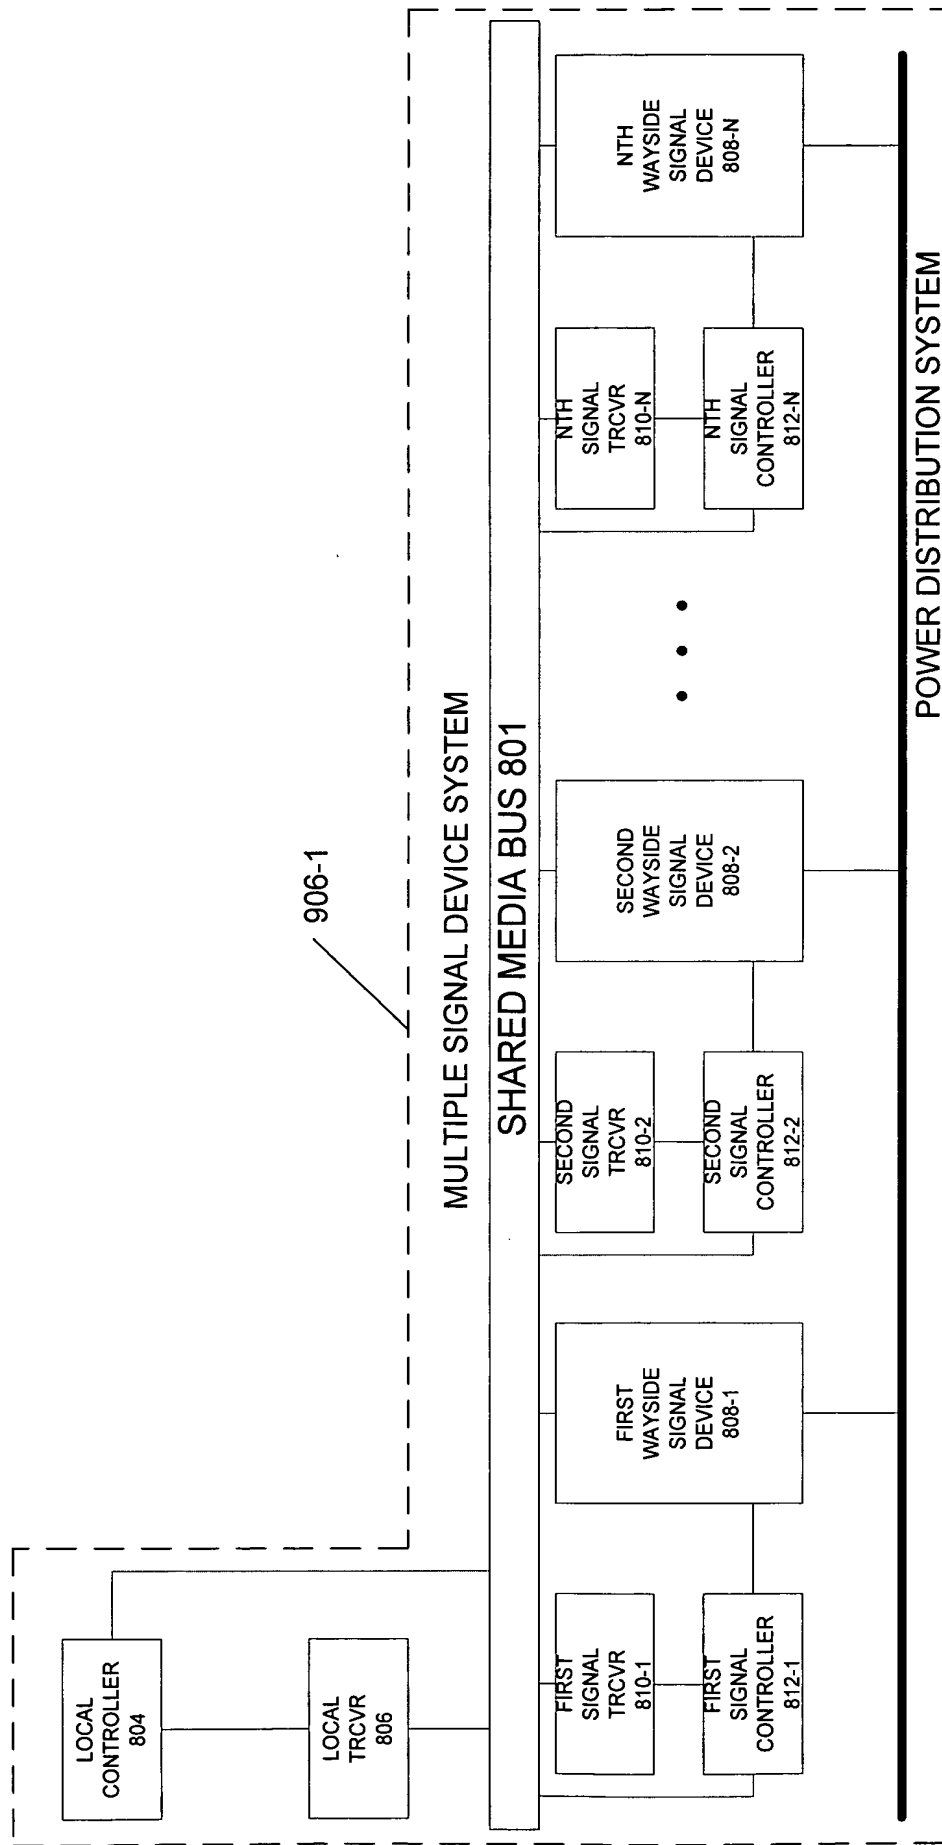 906-1
LOCAL
CONTROLLER
804
LOCAL
TRCVR
806
MULTIPLE SIGNAL DEVICE SYSTEM
SHARED MEDIA BUS 801
FIRST
SIGNAL
TRCVR
810-1
FIRST
SIGNAL
CONTROLLER
812-1
FIRST
WAYSIDE
SIGNAL
DEVICE
808-1
SECOND
SIGNAL
TRCVR
810-2
SECOND
SIGNAL
CONTROLLER
812-2
SECOND
WAYSIDE
SIGNAL
DEVICE
808-2
NTH
SIGNAL
TRCVR
810-N
NTH
SIGNAL
CONTROLLER
812-N
NTH
WAYSIDE
SIGNAL
DEVICE
808-N
POWER DISTRIBUTION SYSTEM